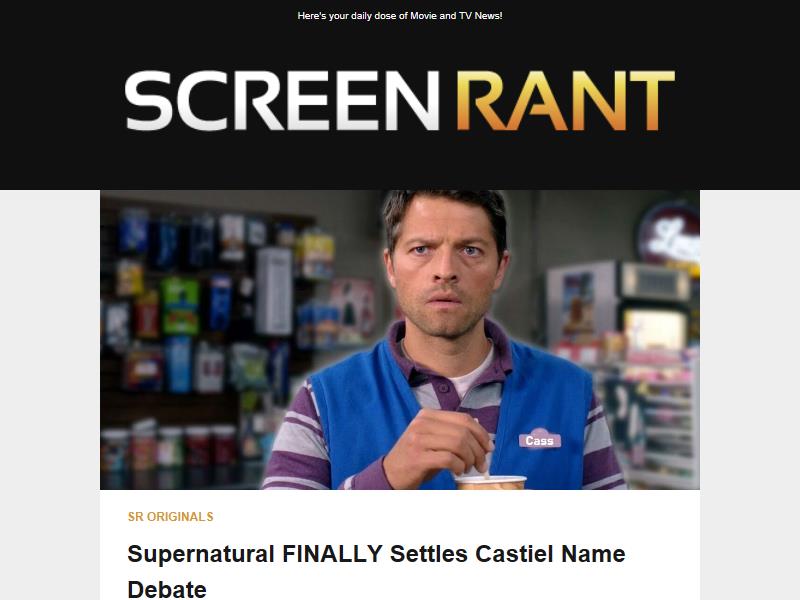 Here's your daily dose of Movie and TV News!
SCREEN RANT
Cass
SR ORIGINALS
Supernatural FINALLY Settles Castiel Name
Debate